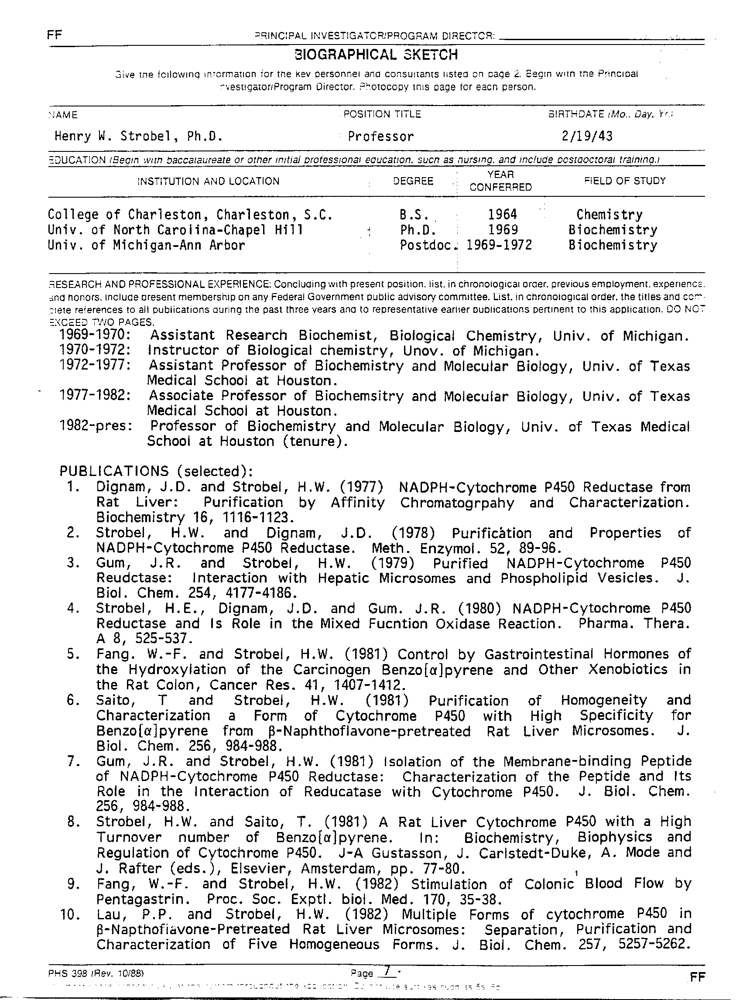 FF
PRINCIPAL INVESTIGATOR/PROGRAM DIRECTOR:
BIOGRAPHICAL SKETCH
Give the following information for the key personnel and consultants listed on page 2. Begin with the Principal
Investigator/Program Director. Photocopy this page for each person.
NAME POSITION TITLE BIRTHDATE (Mo., Day, Yr.)
Henry W. Strobel, Ph.D. Professor 2/19/43
EDUCATION (Begin with baccalaureate or other initial professional education, such as nursing, and include postdoctoral training.)
INSTITUTION AND LOCATION DEGREE YEAR CONFERRED FIELD OF STUDY
College of Charleston, Charleston, S.C. B.S. 1964 Chemistry
Univ. of North Carolina-Chapel Hill Ph.D. 1969 Biochemistry
Univ. of Michigan-Ann Arbor Postdoc. 1969-1972 Biochemistry
RESEARCH AND PROFESSIONAL EXPERIENCE: Concluding with present position, list, in chronological order, previous employment, experience,
and honors. Include present membership on any Federal Government public advisory committee. List, in chronological order, the titles and com-
plete references to all publications during the past three years and to representative earlier publications pertinent to this application. DO NOT
EXCEED TWO PAGES.
1969-1970: Assistant Research Biochemist, Biological Chemistry, Univ. of Michigan.
1970-1972: Instructor of Biological chemistry, Unov. of Michigan.
1972-1977: Assistant Professor of Biochemistry and Molecular Biology, Univ. of Texas
Medical School at Houston.
1977-1982: Associate Professor of Biochemsitry and Molecular Biology, Univ. of Texas
Medical School at Houston.
1982-pres: Professor of Biochemistry and Molecular Biology, Univ. of Texas Medical
School at Houston (tenure).
PUBLICATIONS (selected):
1. Dignam, J.D. and Strobel, H.W. (1977) NADPH-Cytochrome P450 Reductase from
Rat Liver: Purification by Affinity Chromatogrpahy and Characterization.
Biochemistry 16, 1116-1123.
2. Strobel, H.W. and Dignam, J.D. (1978) Purification and Properties of
NADPH-Cytochrome P450 Reductase. Meth. Enzymol. 52, 89-96.
3. Gum, J.R. and Strobel, H.W. (1979) Purified NADPH-Cytochrome P450
Reudctase: Interaction with Hepatic Microsomes and Phospholipid Vesicles. J.
Biol. Chem. 254, 4177-4186.
4. Strobel, H.E., Dignam, J.D. and Gum. J.R. (1980) NADPH-Cytochrome P450
Reductase and Is Role in the Mixed Fucntion Oxidase Reaction. Pharma. Thera.
A 8, 525-537.
5. Fang. W.-F. and Strobel, H.W. (1981) Control by Gastrointestinal Hormones of
the Hydroxylation of the Carcinogen Benzo[α]pyrene and Other Xenobiotics in
the Rat Colon, Cancer Res. 41, 1407-1412.
6. Saito, T and Strobel, H.W. (1981) Purification of Homogeneity and
Characterization a Form of Cytochrome P450 with High Specificity for
Benzo[α]pyrene from β-Naphthoflavone-pretreated Rat Liver Microsomes. J.
Biol. Chem. 256, 984-988.
7. Gum, J.R. and Strobel, H.W. (1981) Isolation of the Membrane-binding Peptide
of NADPH-Cytochrome P450 Reductase: Characterization of the Peptide and Its
Role in the Interaction of Reducatase with Cytochrome P450. J. Biol. Chem.
256, 984-988.
8. Strobel, H.W. and Saito, T. (1981) A Rat Liver Cytochrome P450 with a High
Turnover number of Benzo[α]pyrene. In: Biochemistry, Biophysics and
Regulation of Cytochrome P450. J-A Gustasson, J. Carlstedt-Duke, A. Mode and
J. Rafter (eds.), Elsevier, Amsterdam, pp. 77-80.
9. Fang, W.-F. and Strobel, H.W. (1982) Stimulation of Colonic Blood Flow by
Pentagastrin. Proc. Soc. Exptl. biol. Med. 170, 35-38.
10. Lau, P.P. and Strobel, H.W. (1982) Multiple Forms of cytochrome P450 in
β-Napthoflavone-Pretreated Rat Liver Microsomes: Separation, Purification and
Characterization of Five Homogeneous Forms. J. Biol. Chem. 257, 5257-5262.
PHS 398 (Rev. 10/88) Page 7 FF